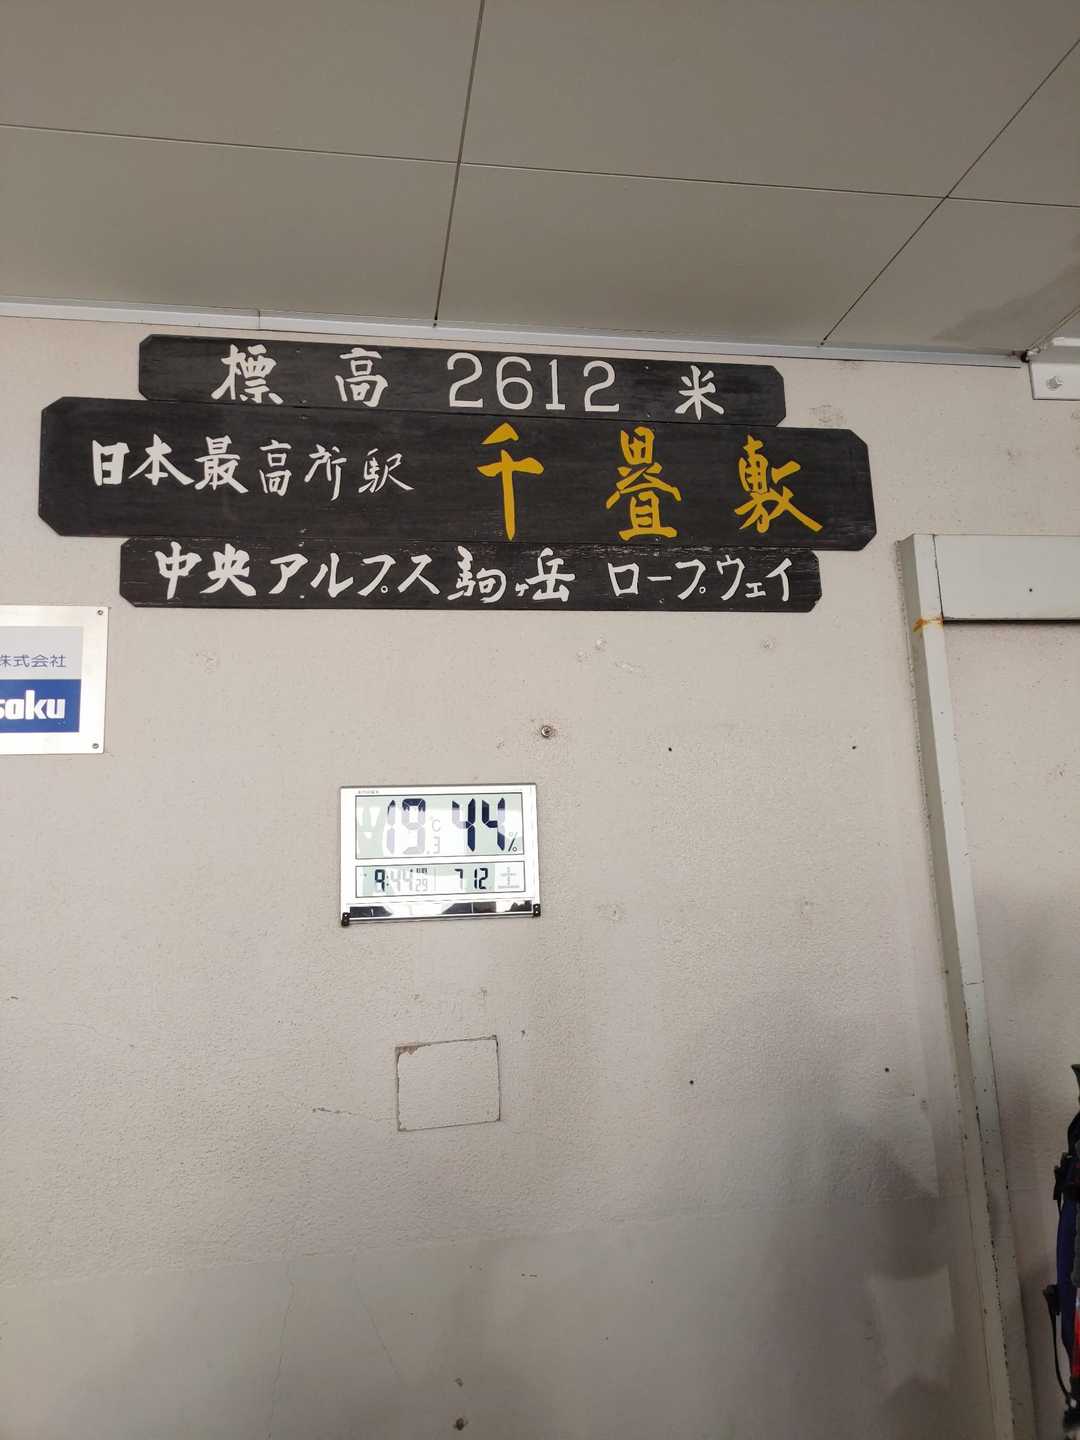 標高 2612 米
日本最高所駅 千畳敷
中央アルプス駒ヶ岳 ロープウェイ
株式会社
saku
19.3 ℃ 44 %
9:44 29 7.12 土